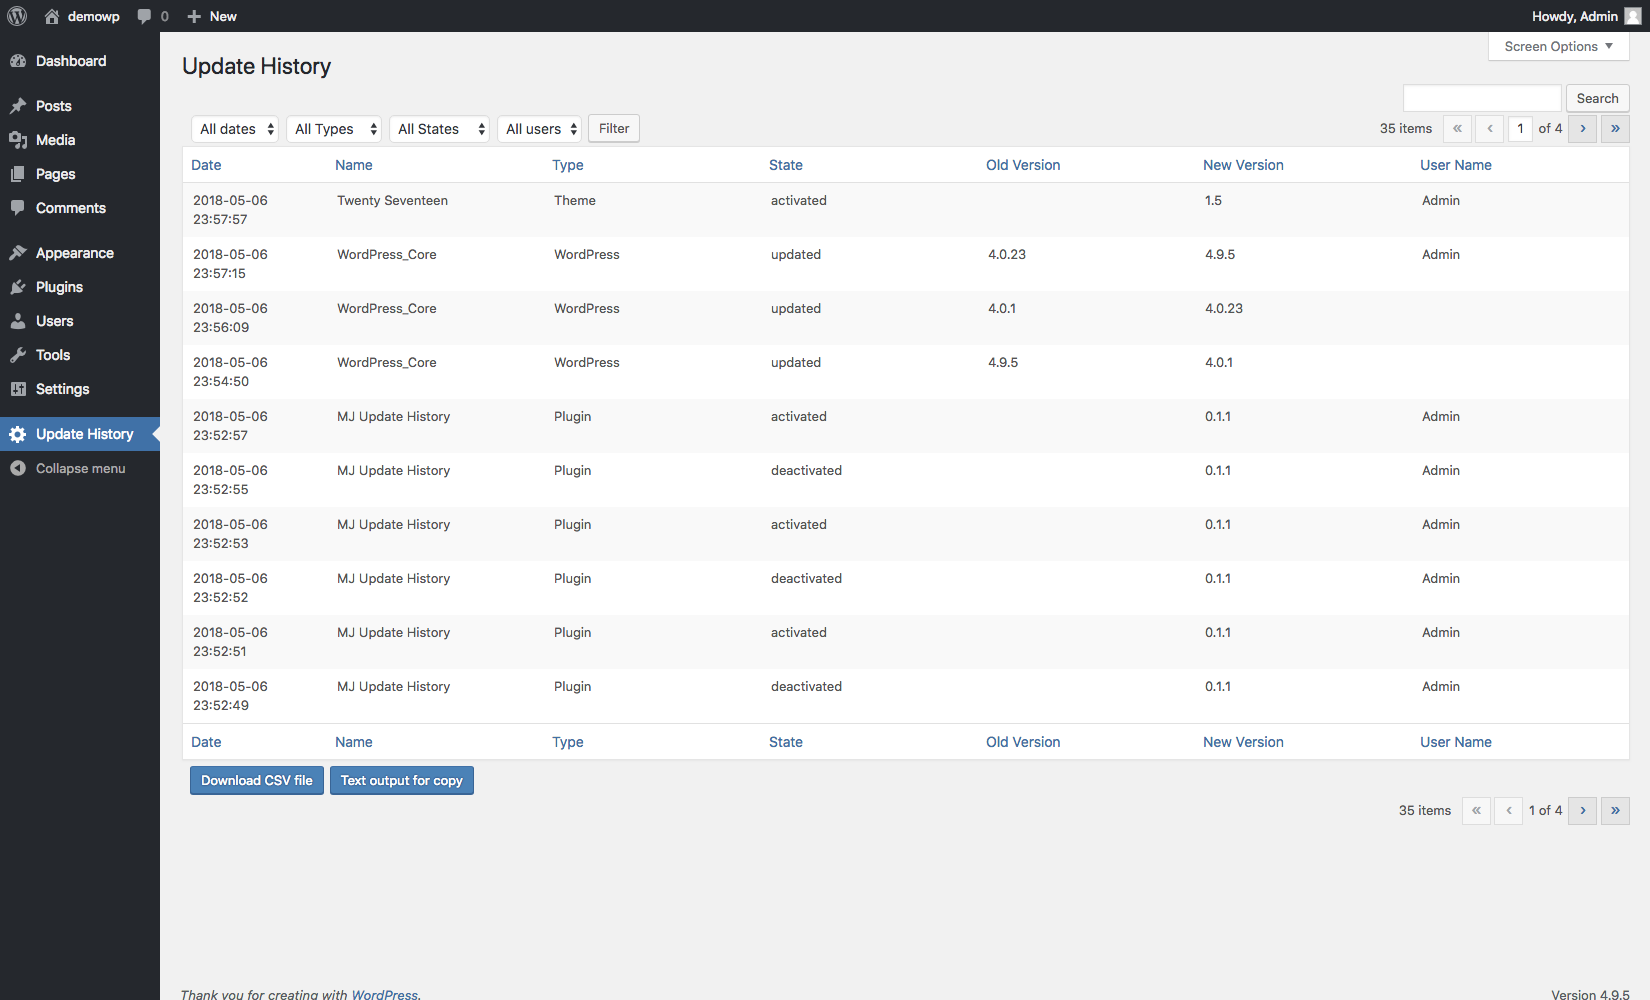 demowp 0 New Howdy, Admin
Dashboard
Posts
Media
Pages
Comments
Appearance
Plugins
Users
Tools
Settings
Update History
Collapse menu
Screen Options
Update History
Search
All dates All Types All States All users Filter 35 items « ‹ 1 of 4 › »
Date Name Type State Old Version New Version User Name
2018-05-06 Twenty Seventeen Theme activated 1.5 Admin
23:57:57
2018-05-06 WordPress_Core WordPress updated 4.0.23 4.9.5 Admin
23:57:15
2018-05-06 WordPress_Core WordPress updated 4.0.1 4.0.23
23:56:09
2018-05-06 WordPress_Core WordPress updated 4.9.5 4.0.1
23:54:50
2018-05-06 MJ Update History Plugin activated 0.1.1 Admin
23:52:57
2018-05-06 MJ Update History Plugin deactivated 0.1.1 Admin
23:52:55
2018-05-06 MJ Update History Plugin activated 0.1.1 Admin
23:52:53
2018-05-06 MJ Update History Plugin deactivated 0.1.1 Admin
23:52:52
2018-05-06 MJ Update History Plugin activated 0.1.1 Admin
23:52:51
2018-05-06 MJ Update History Plugin deactivated 0.1.1 Admin
23:52:49
Date Name Type State Old Version New Version User Name
Download CSV file Text output for copy
35 items « ‹ 1 of 4 › »
Thank you for creating with WordPress. Version 4.9.5